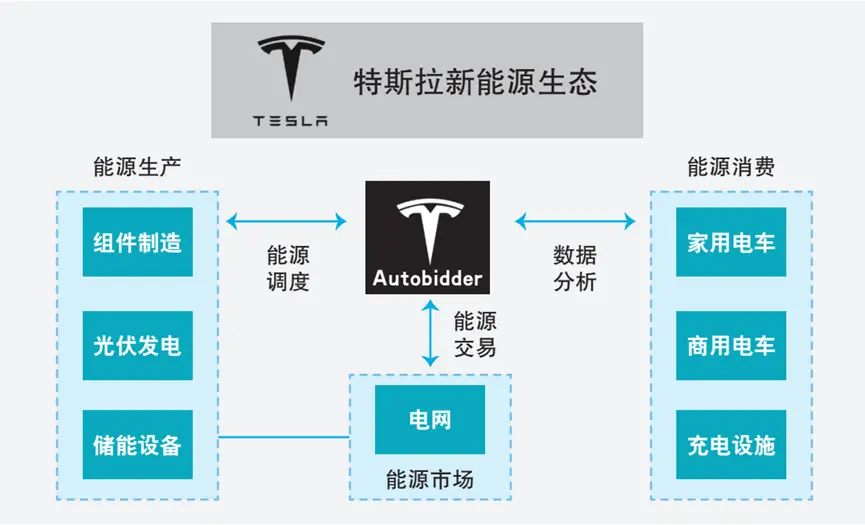 TESLA
特斯拉新能源生态
能源生产
组件制造
光伏发电
储能设备
能源
调度
Autobidder
能源
交易
电网
能源市场
数据
分析
能源消费
家用电车
商用电车
充电设施